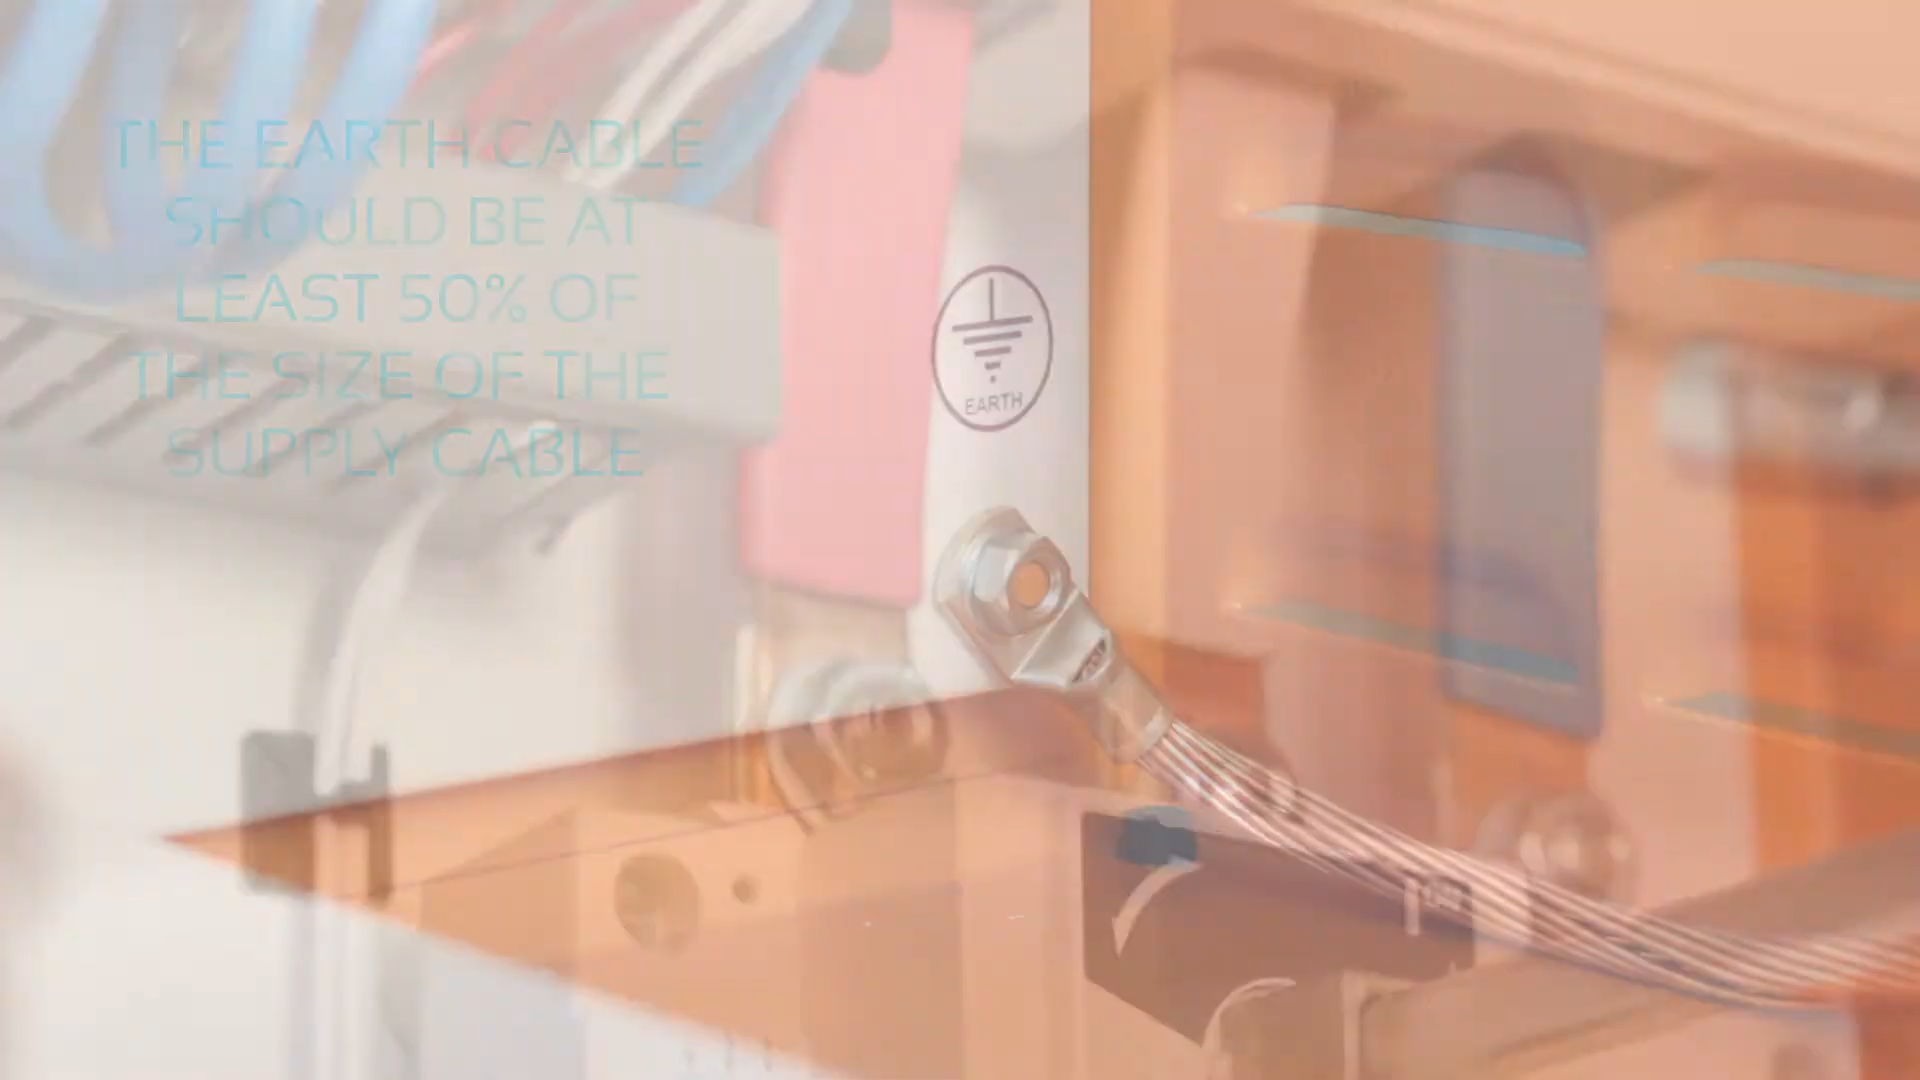 THE EARTH CABLE
SHOULD BE AT
LEAST 50% OF
THE SIZE OF THE
SUPPLY CABLE
EARTH